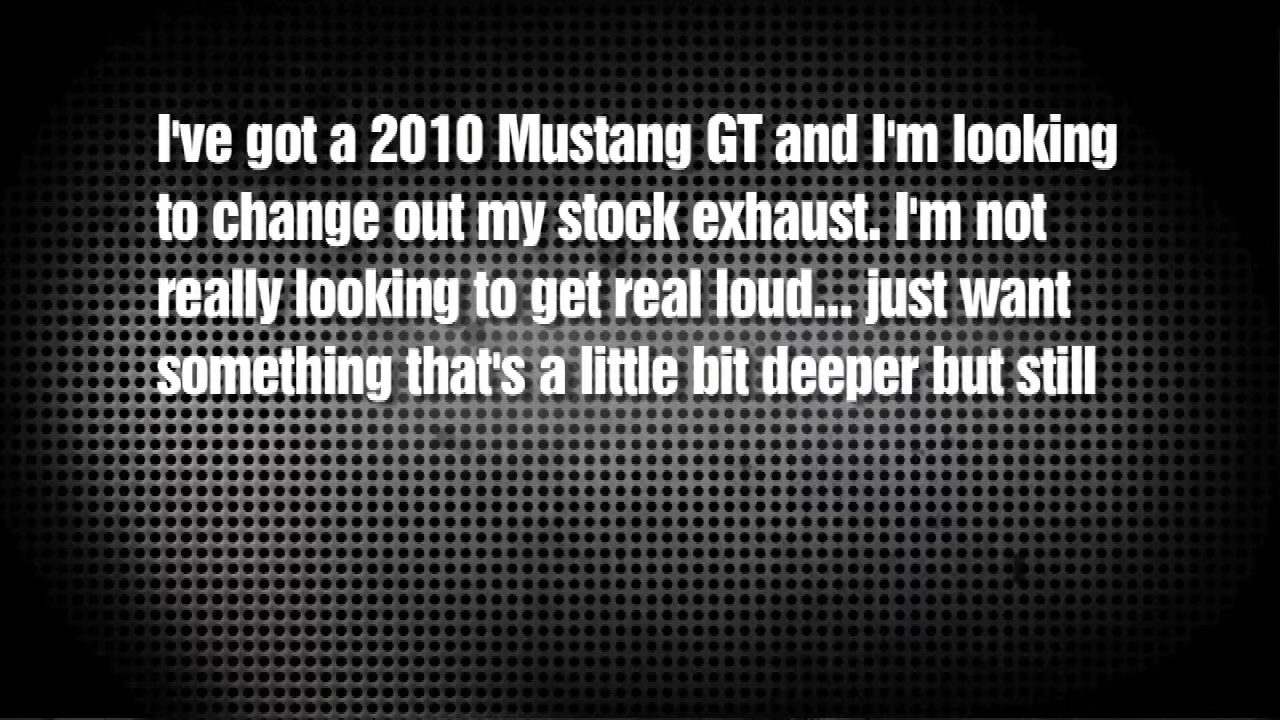 I've got a 2010 Mustang GT and I'm looking
to change out my stock exhaust. I'm not
really looking to get real loud... just want
something that's a little bit deeper but still